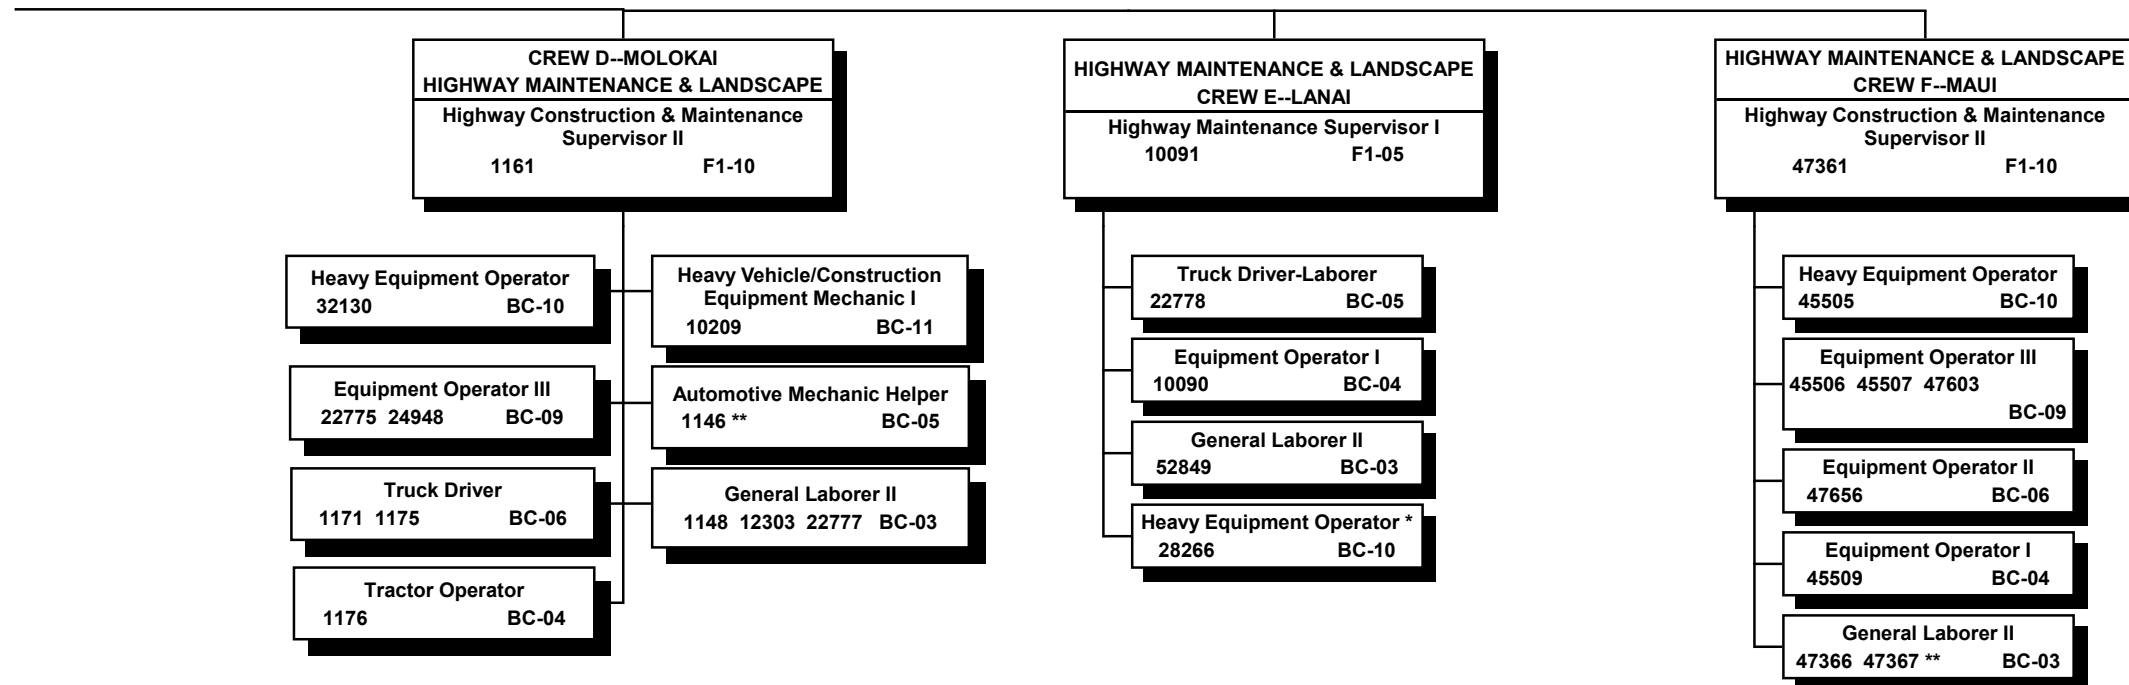 CREW D--MOLOKAI
HIGHWAY MAINTENANCE & LANDSCAPE
Highway Construction & Maintenance
Supervisor II
1161 F1-10
Heavy Equipment Operator
32130 BC-10
Equipment Operator III
22775 24948 BC-09
Truck Driver
1171 1175 BC-06
Tractor Operator
1176 BC-04
Heavy Vehicle/Construction
Equipment Mechanic I
10209 BC-11
Automotive Mechanic Helper
1146 ** BC-05
General Laborer II
1148 12303 22777 BC-03
HIGHWAY MAINTENANCE & LANDSCAPE
CREW E--LANAI
Highway Maintenance Supervisor I
10091 F1-05
Truck Driver-Laborer
22778 BC-05
Equipment Operator I
10090 BC-04
General Laborer II
52849 BC-03
Heavy Equipment Operator *
28266 BC-10
HIGHWAY MAINTENANCE & LANDSCAPE
CREW F--MAUI
Highway Construction & Maintenance
Supervisor II
47361 F1-10
Heavy Equipment Operator
45505 BC-10
Equipment Operator III
45506 45507 47603
BC-09
Equipment Operator II
47656 BC-06
Equipment Operator I
45509 BC-04
General Laborer II
47366 47367 ** BC-03